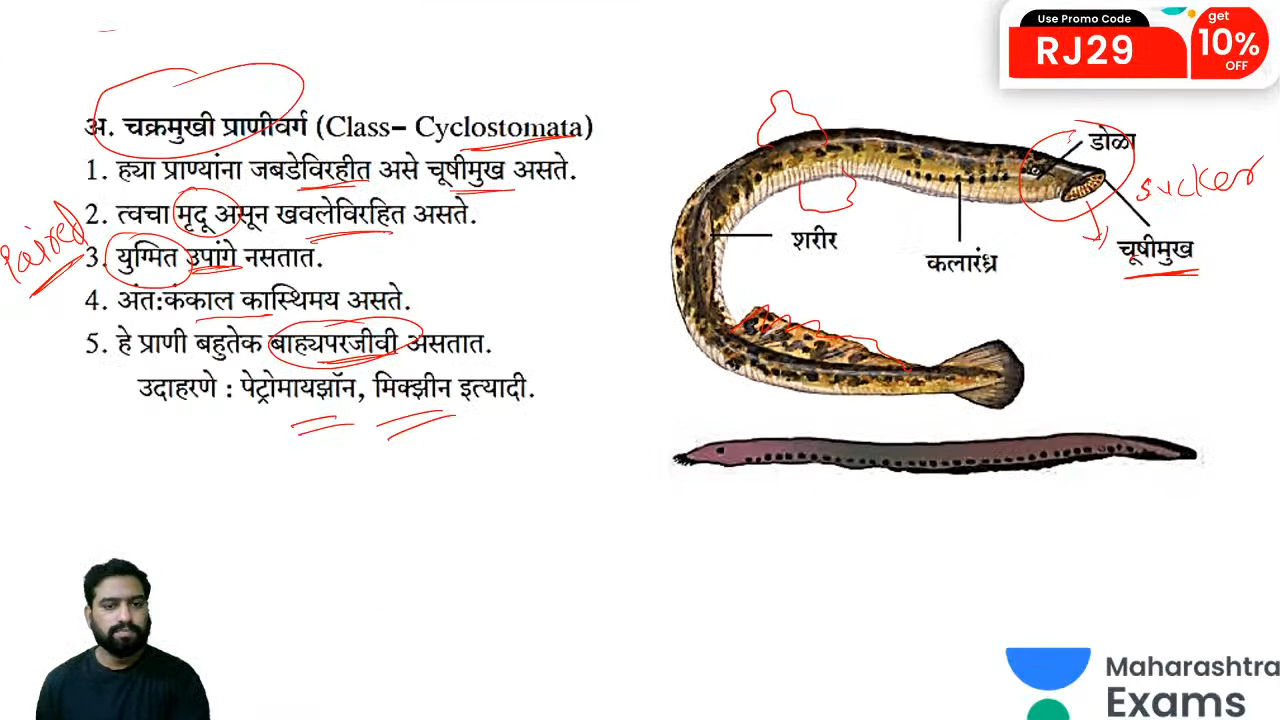 Use Promo Code
RJ29
get
10%
OFF
अ. चक्रमुखी प्राणीवर्ग (Class– Cyclostomata)
1. ह्या प्राण्यांना जबडेविरहीत असे चूषीमुख असते.
2. त्वचा मृदू असून खवलेविरहित असते.
3. युग्मित उपांगे नसतात.
4. अंत:कंकाल कास्थिमय असते.
5. हे प्राणी बहुतेक बाह्यपरजीवी असतात.
उदाहरणे : पेट्रोमायझॉन, मिक्झीन इत्यादी.
Paired
डोळा
sucker
चूषीमुख
शरीर
कलारंध्र
Maharashtra
Exams